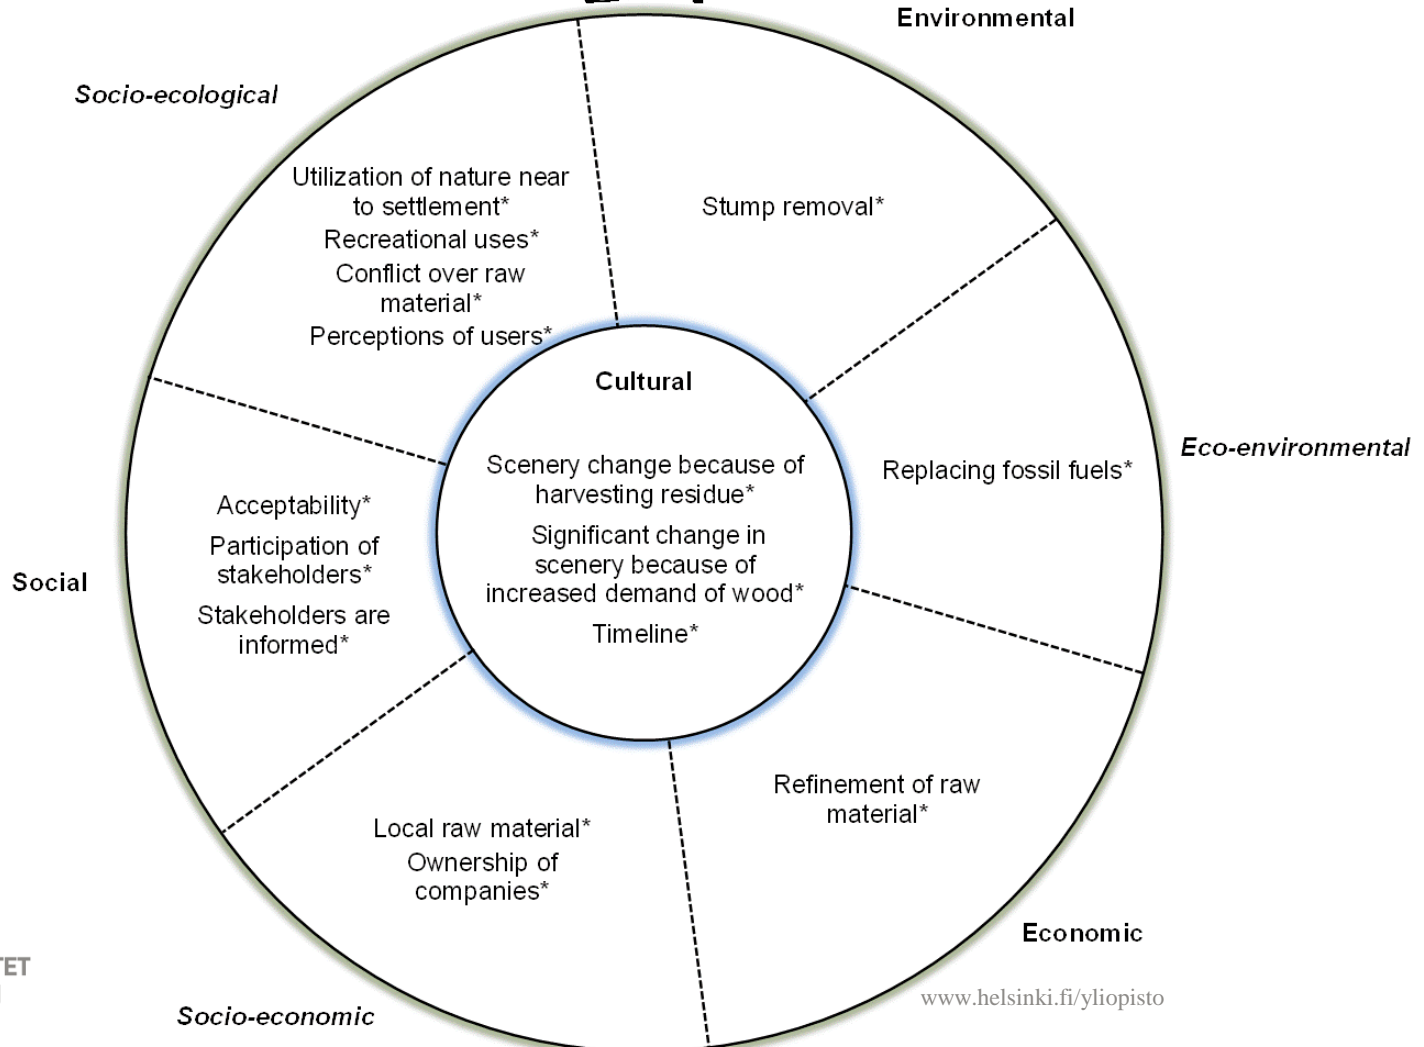 Environmental
Socio-ecological
Utilization of nature near
to settlement*
Recreational uses*
Conflict over raw
material*
Perceptions of users*
Stump removal*
Cultural
Scenery change because of
harvesting residue*
Significant change in
scenery because of
increased demand of wood*
Timeline*
Eco-environmental
Replacing fossil fuels*
Social
Acceptability*
Participation of
stakeholders*
Stakeholders are
informed*
Local raw material*
Ownership of
companies*
Refinement of raw
material*
Economic
Socio-economic
TET
www.helsinki.fi/yliopisto